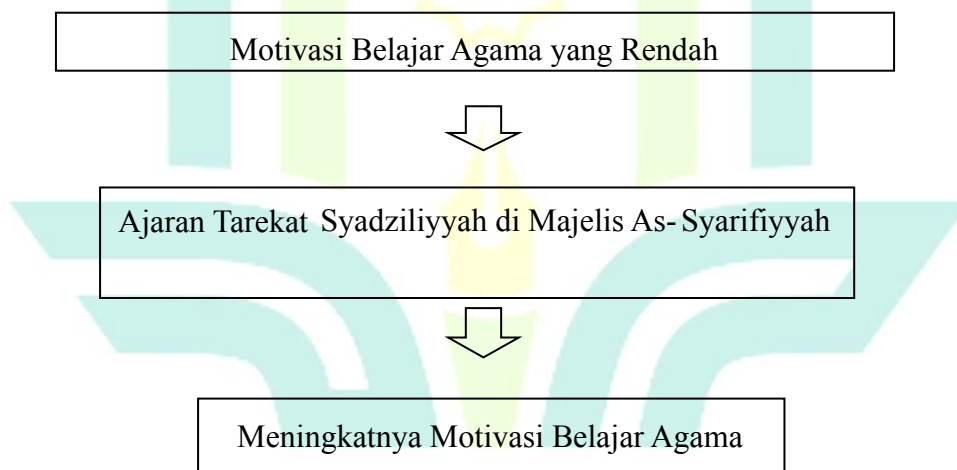 Motivasi Belajar Agama yang Rendah
Ajaran Tarekat Syadziliyyah di Majelis As- Syarifiyyah
Meningkatnya Motivasi Belajar Agama